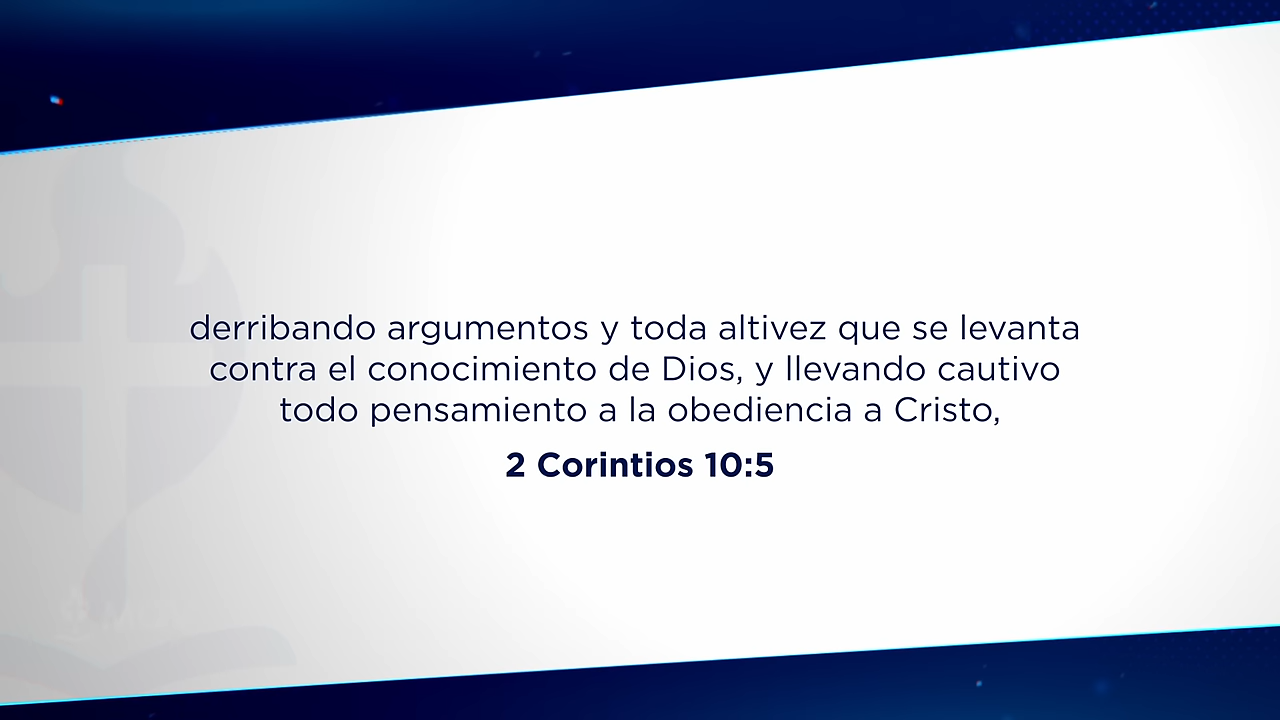 derribando argumentos y toda altivez que se levanta
contra el conocimiento de Dios, y llevando cautivo
todo pensamiento a la obediencia a Cristo,
2 Corintios 10:5